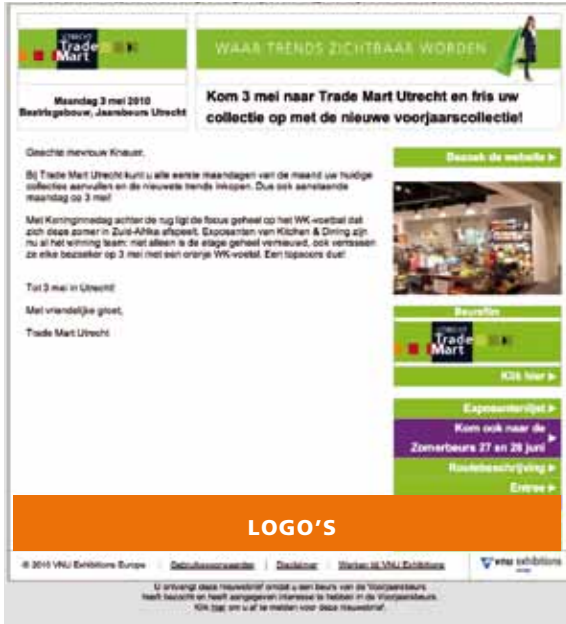 UTRECHT
Trade
Mart
WAAR TRENDS ZICHTBAAR WORDEN
Maandag 3 mei 2010
Beatrixgebouw, Jaarbeurs Utrecht
Kom 3 mei naar Trade Mart Utrecht en fris uw
collectie op met de nieuwe voorjaarscollectie!
Geachte mevrouw Knauer,
Bij Trade Mart Utrecht kunt u alle eerste maandagen van de maand uw huidige
collecties aanvullen en de nieuwste trends inkopen. Dus ook aanstaande
maandag op 3 mei!
Met Koninginnedag achter de rug ligt de focus geheel op het WK-voetbal dat
zich deze zomer in Zuid-Afrika afspeelt. Exposanten van Kitchen & Dining zijn
nu al het winning team: niet alleen is de etage geheel vernieuwd, ook verrassen
ze elke bezoeker op 3 mei met een oranje WK-voetbal. Een topscore dus!
Tot 3 mei in Utrecht!
Met vriendelijke groet,
Trade Mart Utrecht
Bezoek de website
Beursfilm
UTRECHT
Trade
Mart
Klik hier
Exposantenlijst
Kom ook naar de
Zomerbeurs 27 en 28 juni
Routebeschrijving
Entree
LOGO'S
© 2010 VNU Exhibitions Europe | Gebruiksvoorwaarden | Disclaimer | Werken bij VNU Exhibitions
vnu exhibitions
U ontvangt deze nieuwsbrief omdat u een beurs van de Voorjaarsbeurs
heeft bezocht en heeft aangegeven interesse te hebben in de Voorjaarsbeurs.
Klik hier om u af te melden voor deze nieuwsbrief.